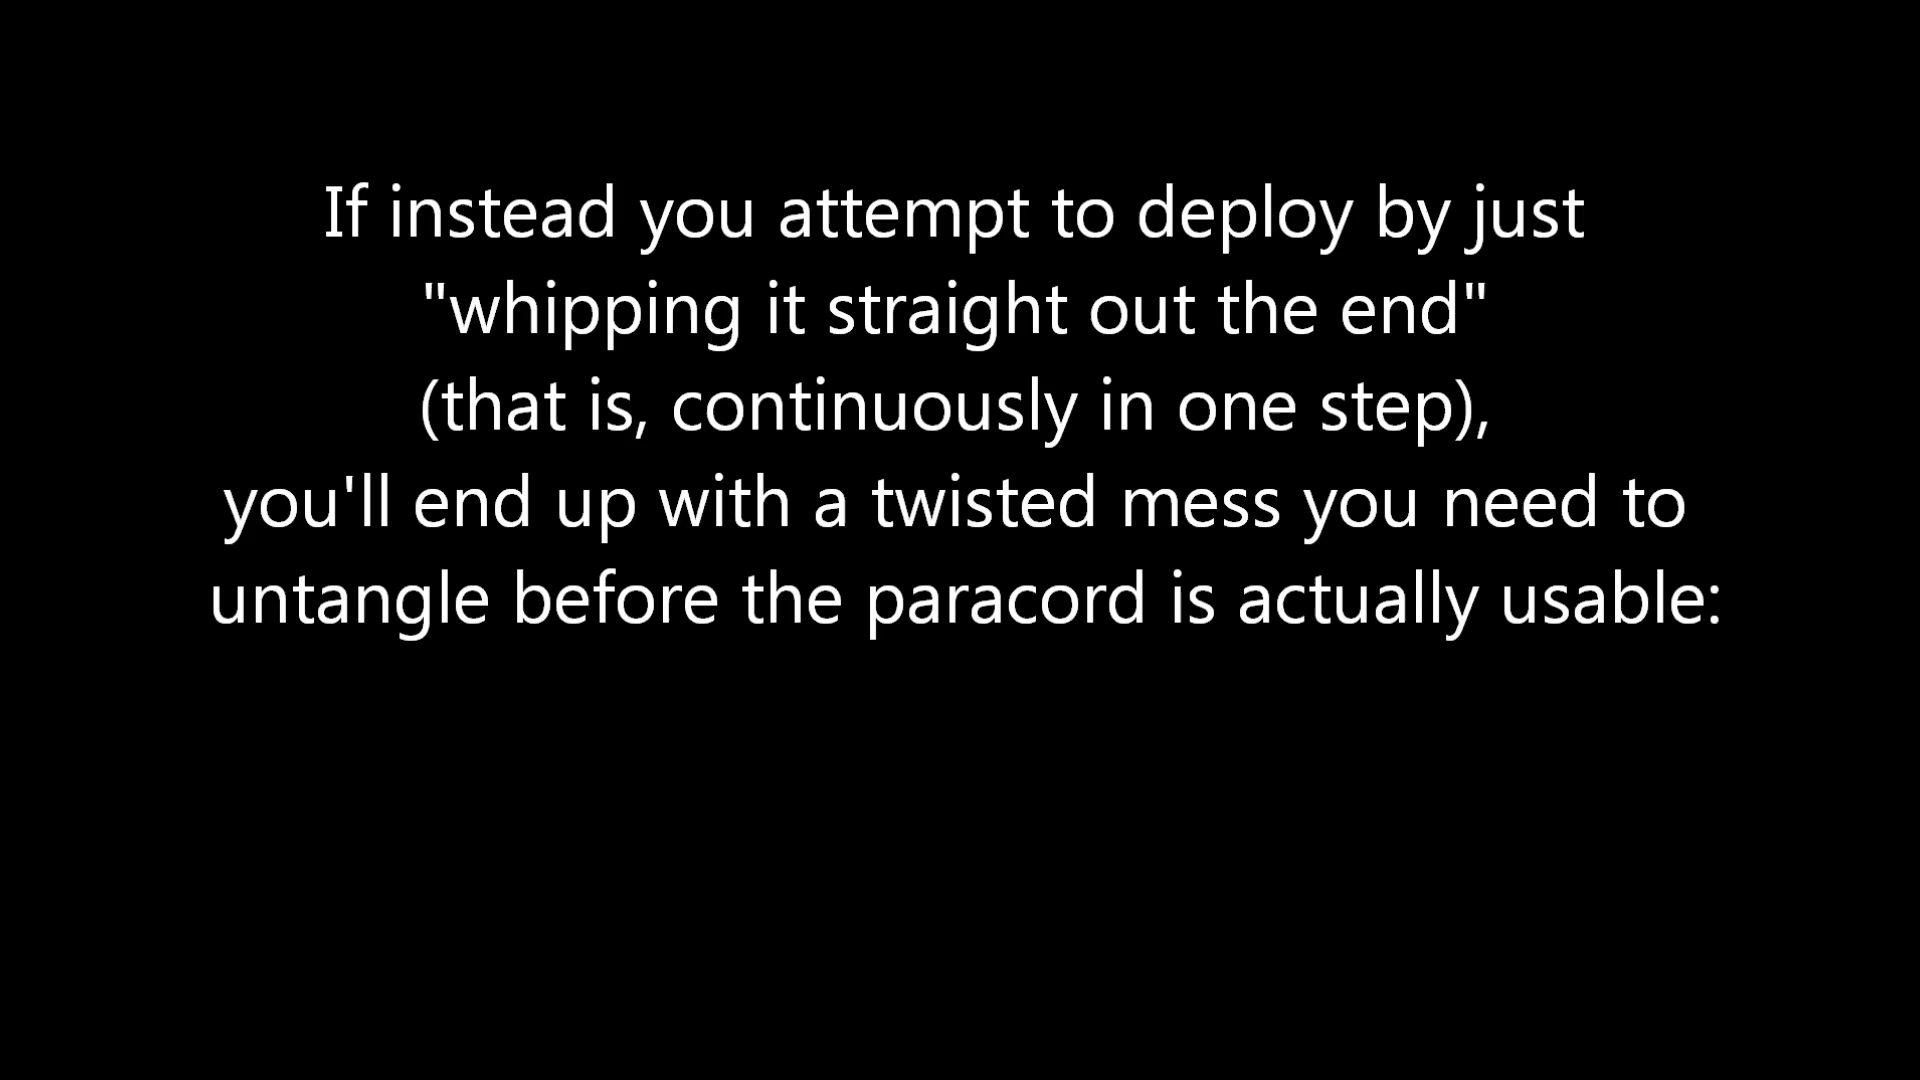 If instead you attempt to deploy by just
"whipping it straight out the end"
(that is, continuously in one step),
you'll end up with a twisted mess you need to
untangle before the paracord is actually usable: